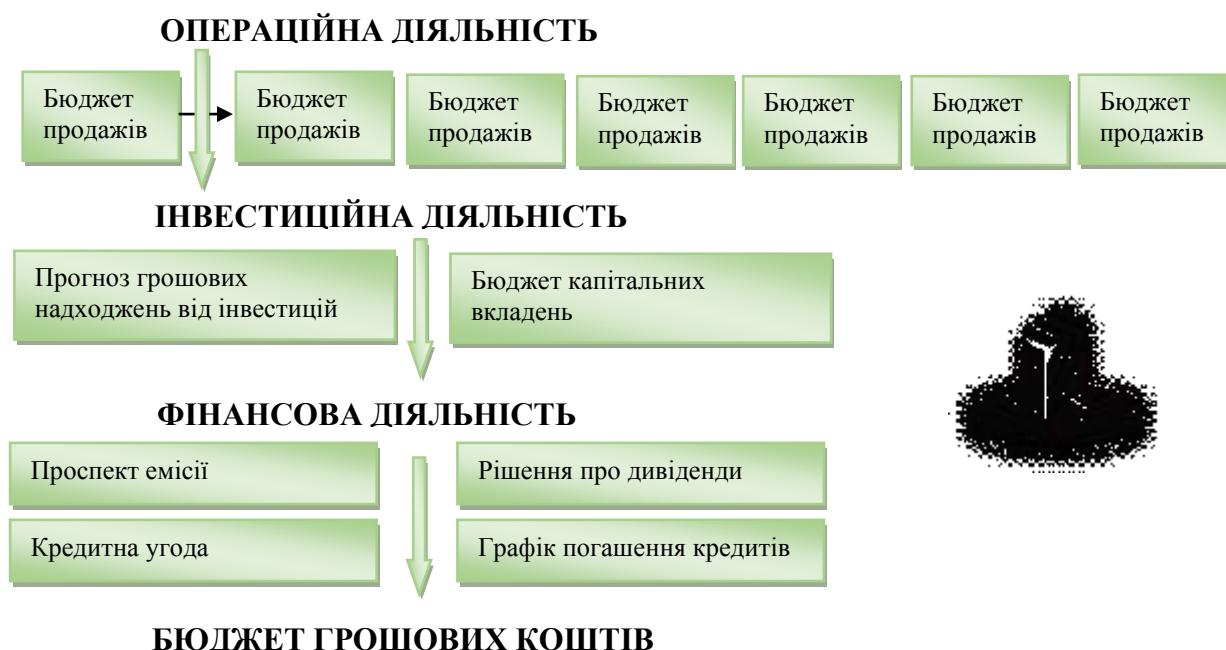 ОПЕРАЦІЙНА ДІЯЛЬНІСТЬ
Бюджет
продажів
Бюджет
продажів
Бюджет
продажів
Бюджет
продажів
Бюджет
продажів
Бюджет
продажів
Бюджет
продажів
ІНВЕСТИЦІЙНА ДІЯЛЬНІСТЬ
Прогноз грошових
надходжень від інвестицій
Бюджет капітальних
вкладень
ФІНАНСОВА ДІЯЛЬНІСТЬ
Проспект емісії
Рішення про дивіденди
Кредитна угода
Графік погашення кредитів
БЮДЖЕТ ГРОШОВИХ КОШТІВ